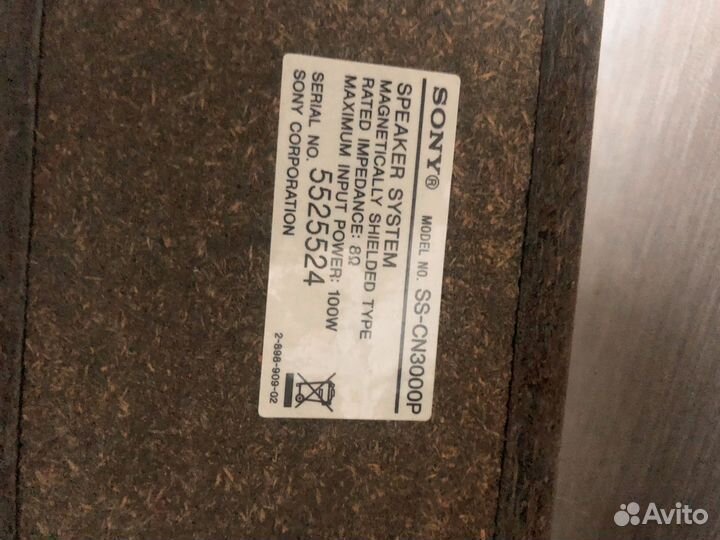 SONY® MODEL NO. SS-CN3000P
SPEAKER SYSTEM
MAGNETICALLY SHIELDED TYPE
RATED IMPEDANCE: 8Ω
MAXIMUM INPUT POWER: 100W
SERIAL NO. 5525524
SONY CORPORATION
2-898-909-02
Avito